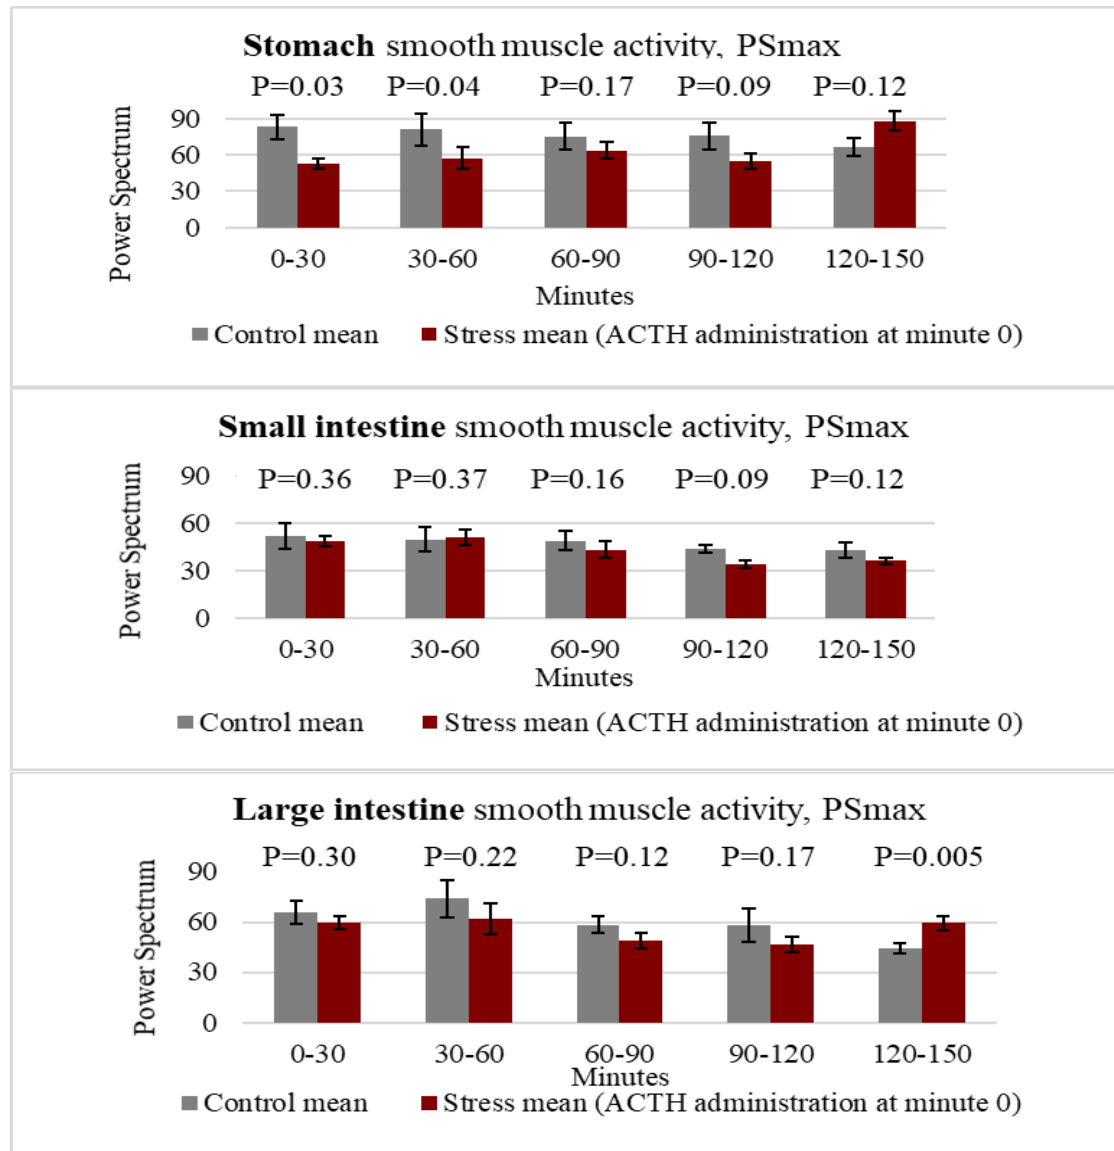 Stomach smooth muscle activity, PSmax
P=0.03 P=0.04 P=0.17 P=0.09 P=0.12
Power Spectrum
90
60
30
0
0-30 30-60 60-90 90-120 120-150
Minutes
Control mean Stress mean (ACTH administration at minute 0)
Small intestine smooth muscle activity, PSmax
P=0.36 P=0.37 P=0.16 P=0.09 P=0.12
Power Spectrum
90
60
30
0
0-30 30-60 60-90 90-120 120-150
Minutes
Control mean Stress mean (ACTH administration at minute 0)
Large intestine smooth muscle activity, PSmax
P=0.30 P=0.22 P=0.12 P=0.17 P=0.005
Power Spectrum
90
60
30
0
0-30 30-60 60-90 90-120 120-150
Minutes
Control mean Stress mean (ACTH administration at minute 0)